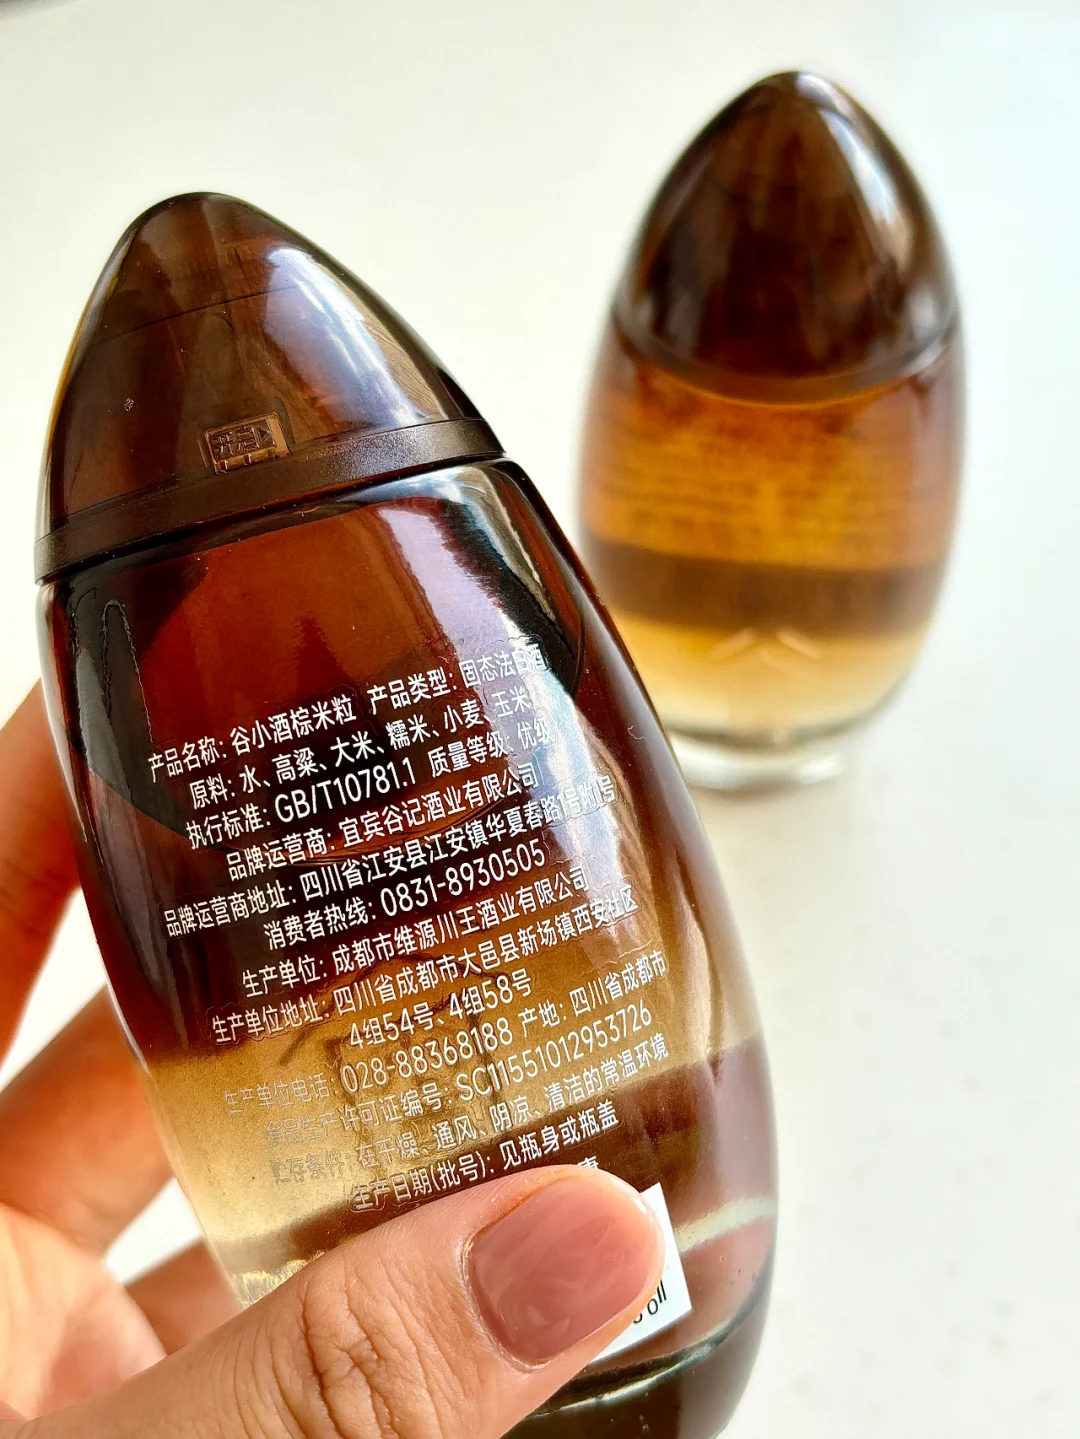 开启
产品名称: 谷小酒棕米粒 产品类型: 固态法白酒
原料: 水、高粱、大米、糯米、小麦、玉米
执行标准: GB/T10781.1 质量等级: 优级
品牌运营商: 宜宾谷记酒业有限公司
品牌运营商地址: 四川省江安县江安镇华夏春路1号附1号
消费者热线: 0831-8930505
生产单位: 成都市维源川王酒业有限公司
生产单位地址: 四川省成都市大邑县新场镇西安社区
4组54号、4组58号
生产单位电话: 028-88368188 产地: 四川省成都市
食品生产许可证编号: SC11551012953726
贮存条件: 在干燥、通风、阴凉、清洁的常温环境
生产日期(批号): 见瓶身或瓶盖
康